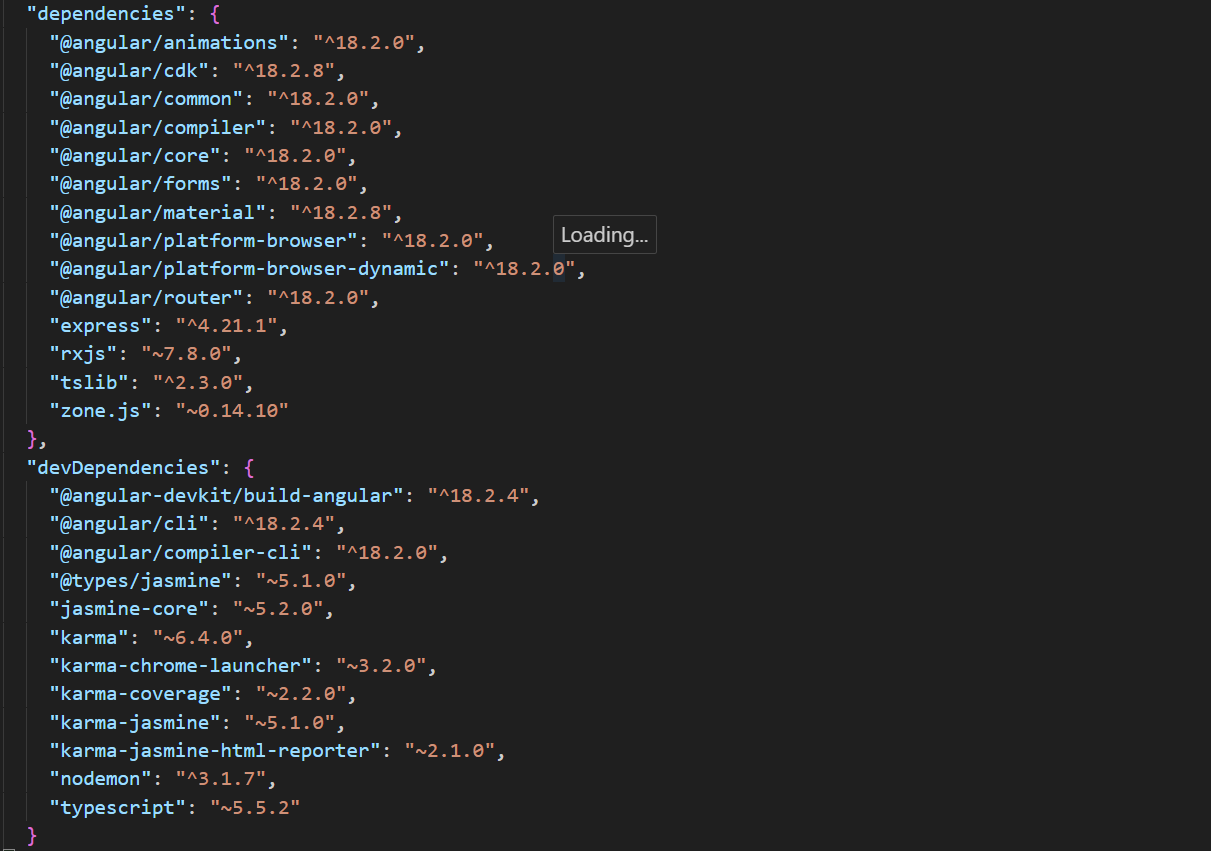 "dependencies": {
"@angular/animations": "^18.2.0",
"@angular/cdk": "^18.2.8",
"@angular/common": "^18.2.0",
"@angular/compiler": "^18.2.0",
"@angular/core": "^18.2.0",
"@angular/forms": "^18.2.0",
"@angular/material": "^18.2.8",
Loading...
"@angular/platform-browser": "^18.2.0",
"@angular/platform-browser-dynamic": "^18.2.0",
"@angular/router": "^18.2.0",
"express": "^4.21.1",
"rxjs": "~7.8.0",
"tslib": "^2.3.0",
"zone.js": "~0.14.10"
},
"devDependencies": {
"@angular-devkit/build-angular": "^18.2.4",
"@angular/cli": "^18.2.4",
"@angular/compiler-cli": "^18.2.0",
"@types/jasmine": "~5.1.0",
"jasmine-core": "~5.2.0",
"karma": "~6.4.0",
"karma-chrome-launcher": "~3.2.0",
"karma-coverage": "~2.2.0",
"karma-jasmine": "~5.1.0",
"karma-jasmine-html-reporter": "~2.1.0",
"nodemon": "^3.1.7",
"typescript": "~5.5.2"
}